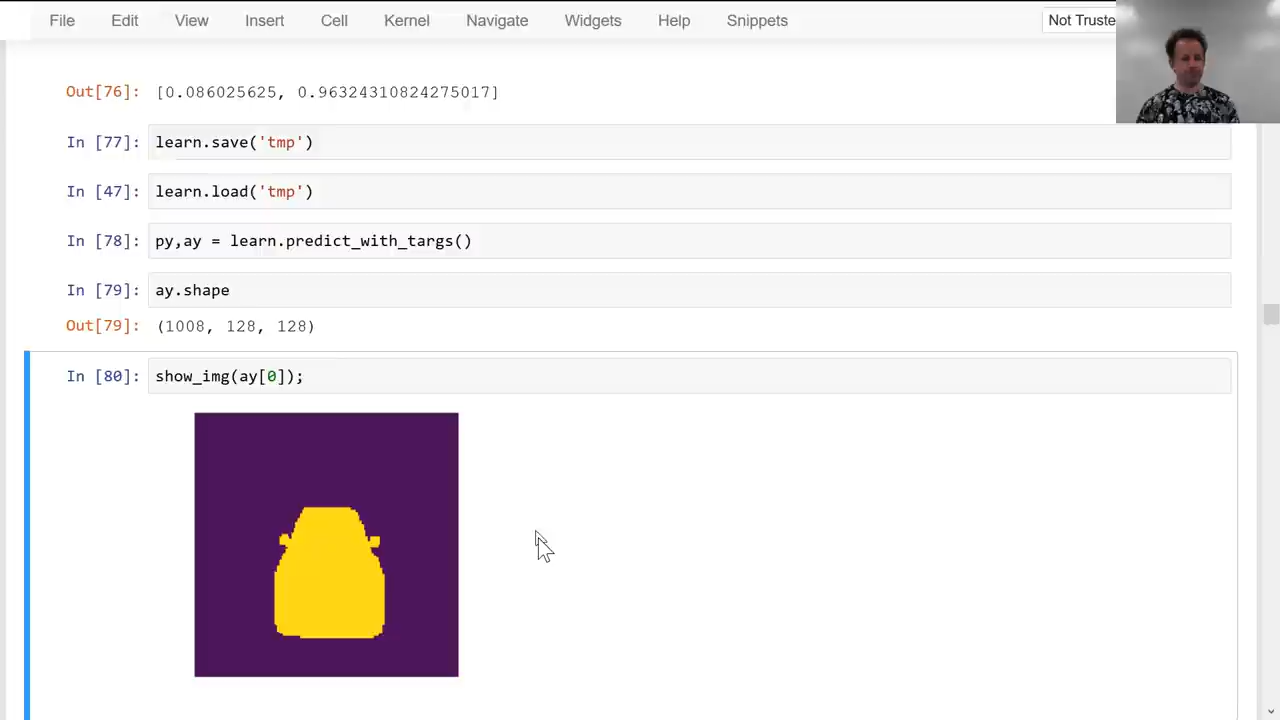 File Edit View Insert Cell Kernel Navigate Widgets Help Snippets Not Truste
Out[76]: [0.086025625, 0.96324310824275017]
In [77]: learn.save('tmp')
In [47]: learn.load('tmp')
In [78]: py,ay = learn.predict_with_targs()
In [79]: ay.shape
Out[79]: (1008, 128, 128)
In [80]: show_img(ay[0]);